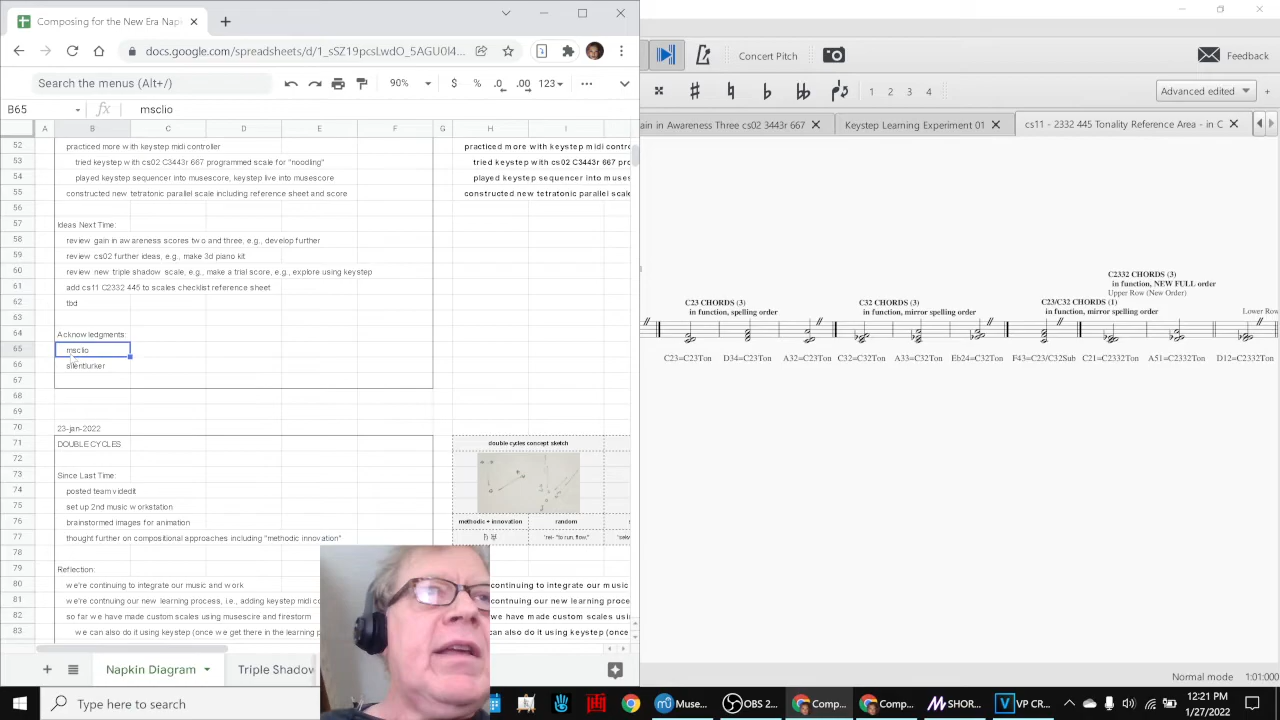 Composing for the New Era Nap
docs.google.com/spreadsheets/d/1_sSZ19pcsLwdO_5AGU0I4...
Search the menus (Alt+/)
90%
$ % .0 .00 123
B65
fx msclio
A B C D E F G H I
52 practiced more with keystep midi controller
practiced more with keystep midi contro
53 tried keystep with cs02 C3443r 667 programmed scale for "noodling"
tried keystep with cs02 C3443r 667 pro
54 played keystep sequencer into musescore, keystep live into musescore
played keystep sequencer into muses
55 constructed new tetratonic parallel scale including reference sheet and score
constructed new tetratonic parallel scale
56
57 Ideas Next Time:
58 review gain in awareness scores two and three, e.g., develop further
59 review cs02 further ideas, e.g., make 3d piano kit
60 review new triple shadow scale, e.g., make a trial score, e.g., explore using keystep
61 add cs11 C2332 445 to scales checklist reference sheet
62 tbd
63
64 Acknowledgments:
65 msclio
66 silentlurker
67
68
69
70 23-jan-2022
71 DOUBLE CYCLES
double cycles concept sketch
72
73 Since Last Time:
74 posted team videdit
75 set up 2nd music workstation
76 brainstormed images for animation
methodic + innovation random
77 thought further on compositional approaches including "methodic innovation"
're- "to run, flow,"
78
79 Reflection:
80 we're continuing to integrate our music and work
continuing to integrate our music
81 we're contnuing our new learning process, i.e., adding keystep midi co
continuing our new learning proce
82 so far we have made custom scales using musescire and firestorm
we have made custom scales using
83 we can also do it using keystep (once we get there in the learning p
can also do it using keystep (once
Napkin Diagram
Triple Shadow
Concert Pitch
Feedback
1 2 3 4
Advanced edited
+
ain in Awareness Three cs02 3443r 667
Keystep Learning Experiment 01
cs11 - 2332 445 Tonality Reference Area - in C
C2332 CHORDS (3)
in function, NEW FULL order
Upper Row (New Order)
C23 CHORDS (3)
in function, spelling order
C32 CHORDS (3)
in function, mirror spelling order
C23/C32 CHORDS (1)
in function, mirror spelling order
Lower Row
C23=C23Ton D34=C23Ton A32=C23Ton C32=C32Ton A33=C32Ton Eb24=C32Ton F43=C23/C32Sub C21=C2332Ton A51=C2332Ton D12=C2332Ton
Normal mode
1:01:000
Type here to search
Muse...
OBS 2...
Comp...
Comp...
SHOR...
VP CR...
12:21 PM
1/27/2022